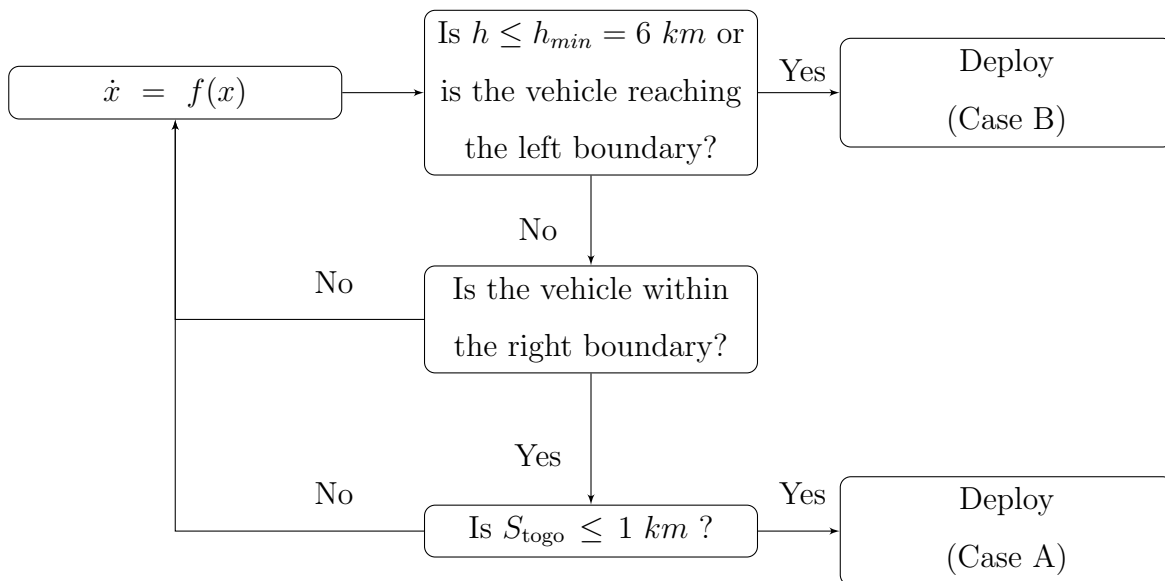 ẋ = f(x)
Is h ≤ h_min = 6 km or
is the vehicle reaching
the left boundary?
Yes
Deploy
(Case B)
No
No
Is the vehicle within
the right boundary?
Yes
No
Is S_togo ≤ 1 km ?
Yes
Deploy
(Case A)